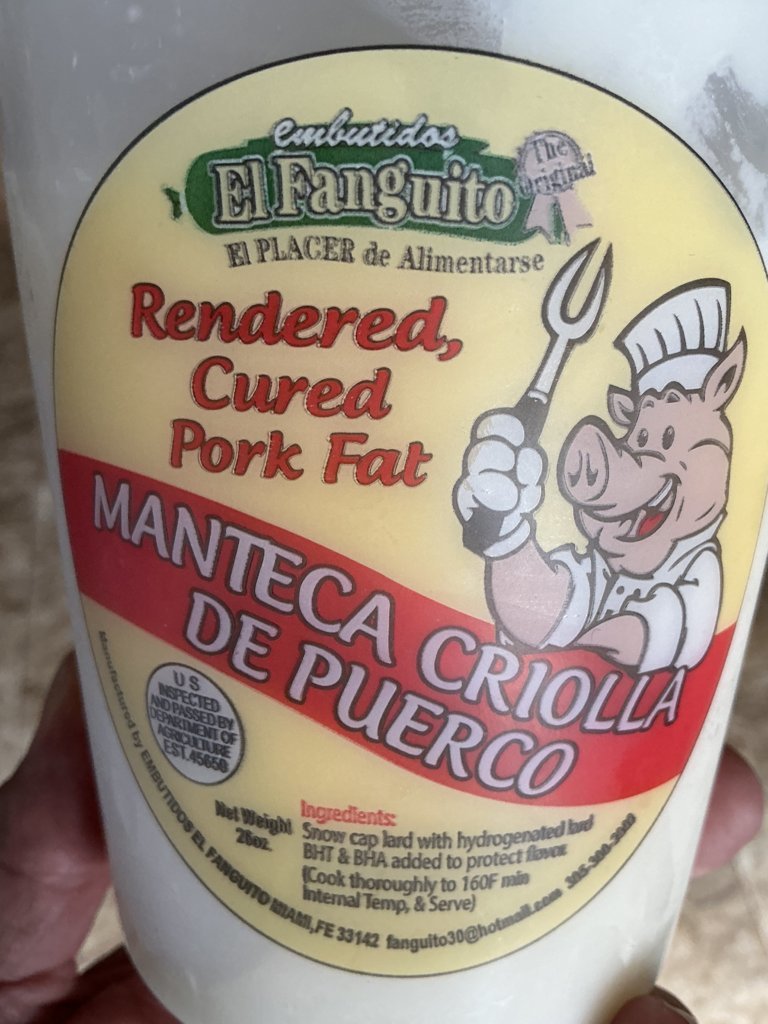 embutidos
El Fanguito
The
Original
El PLACER de Alimentarse
Rendered,
Cured
Pork Fat
MANTECA CRIOLLA
DE PUERCO
U S
INSPECTED
AND PASSED BY
DEPARTMENT OF
AGRICULTURE
EST.45650
Net Weight
26oz.
Ingredients:
Snow cap lard with hydrogenated lard
BHT & BHA added to protect flavor
(Cook thoroughly to 160F min
Internal Temp, & Serve)
Manufactured by EMBUTIDOS EL FANGUITO MIAMI, FE 33142 fanguito30@hotmail.com